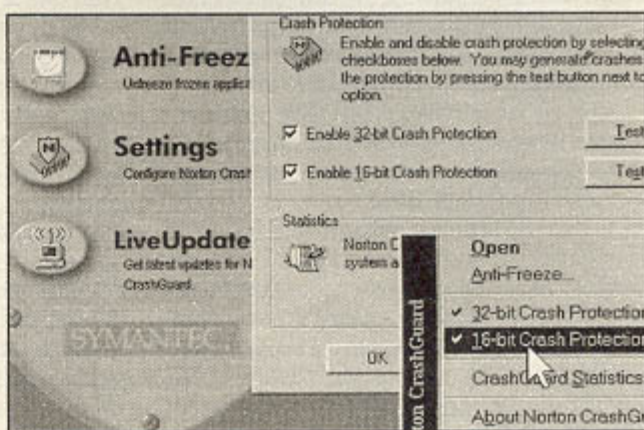 Anti-Freez
Unfreeze frozen applicat
Settings
Configure Norton Crash
LiveUpdate
Get latest updates for N
CrashGuard.
SYMANTEC.
Crash Protection
Enable and disable crash protection by selecting
checkboxes below. You may generate crashes
the protection by pressing the test button next to
option.
Enable 32-bit Crash Protection
Test
Enable 16-bit Crash Protection
Test
Statistics
Norton C
system a
OK
on CrashGuard
Open
Anti-Freeze...
32-bit Crash Protection
16-bit Crash Protection
CrashGuard Statistics
About Norton CrashGu